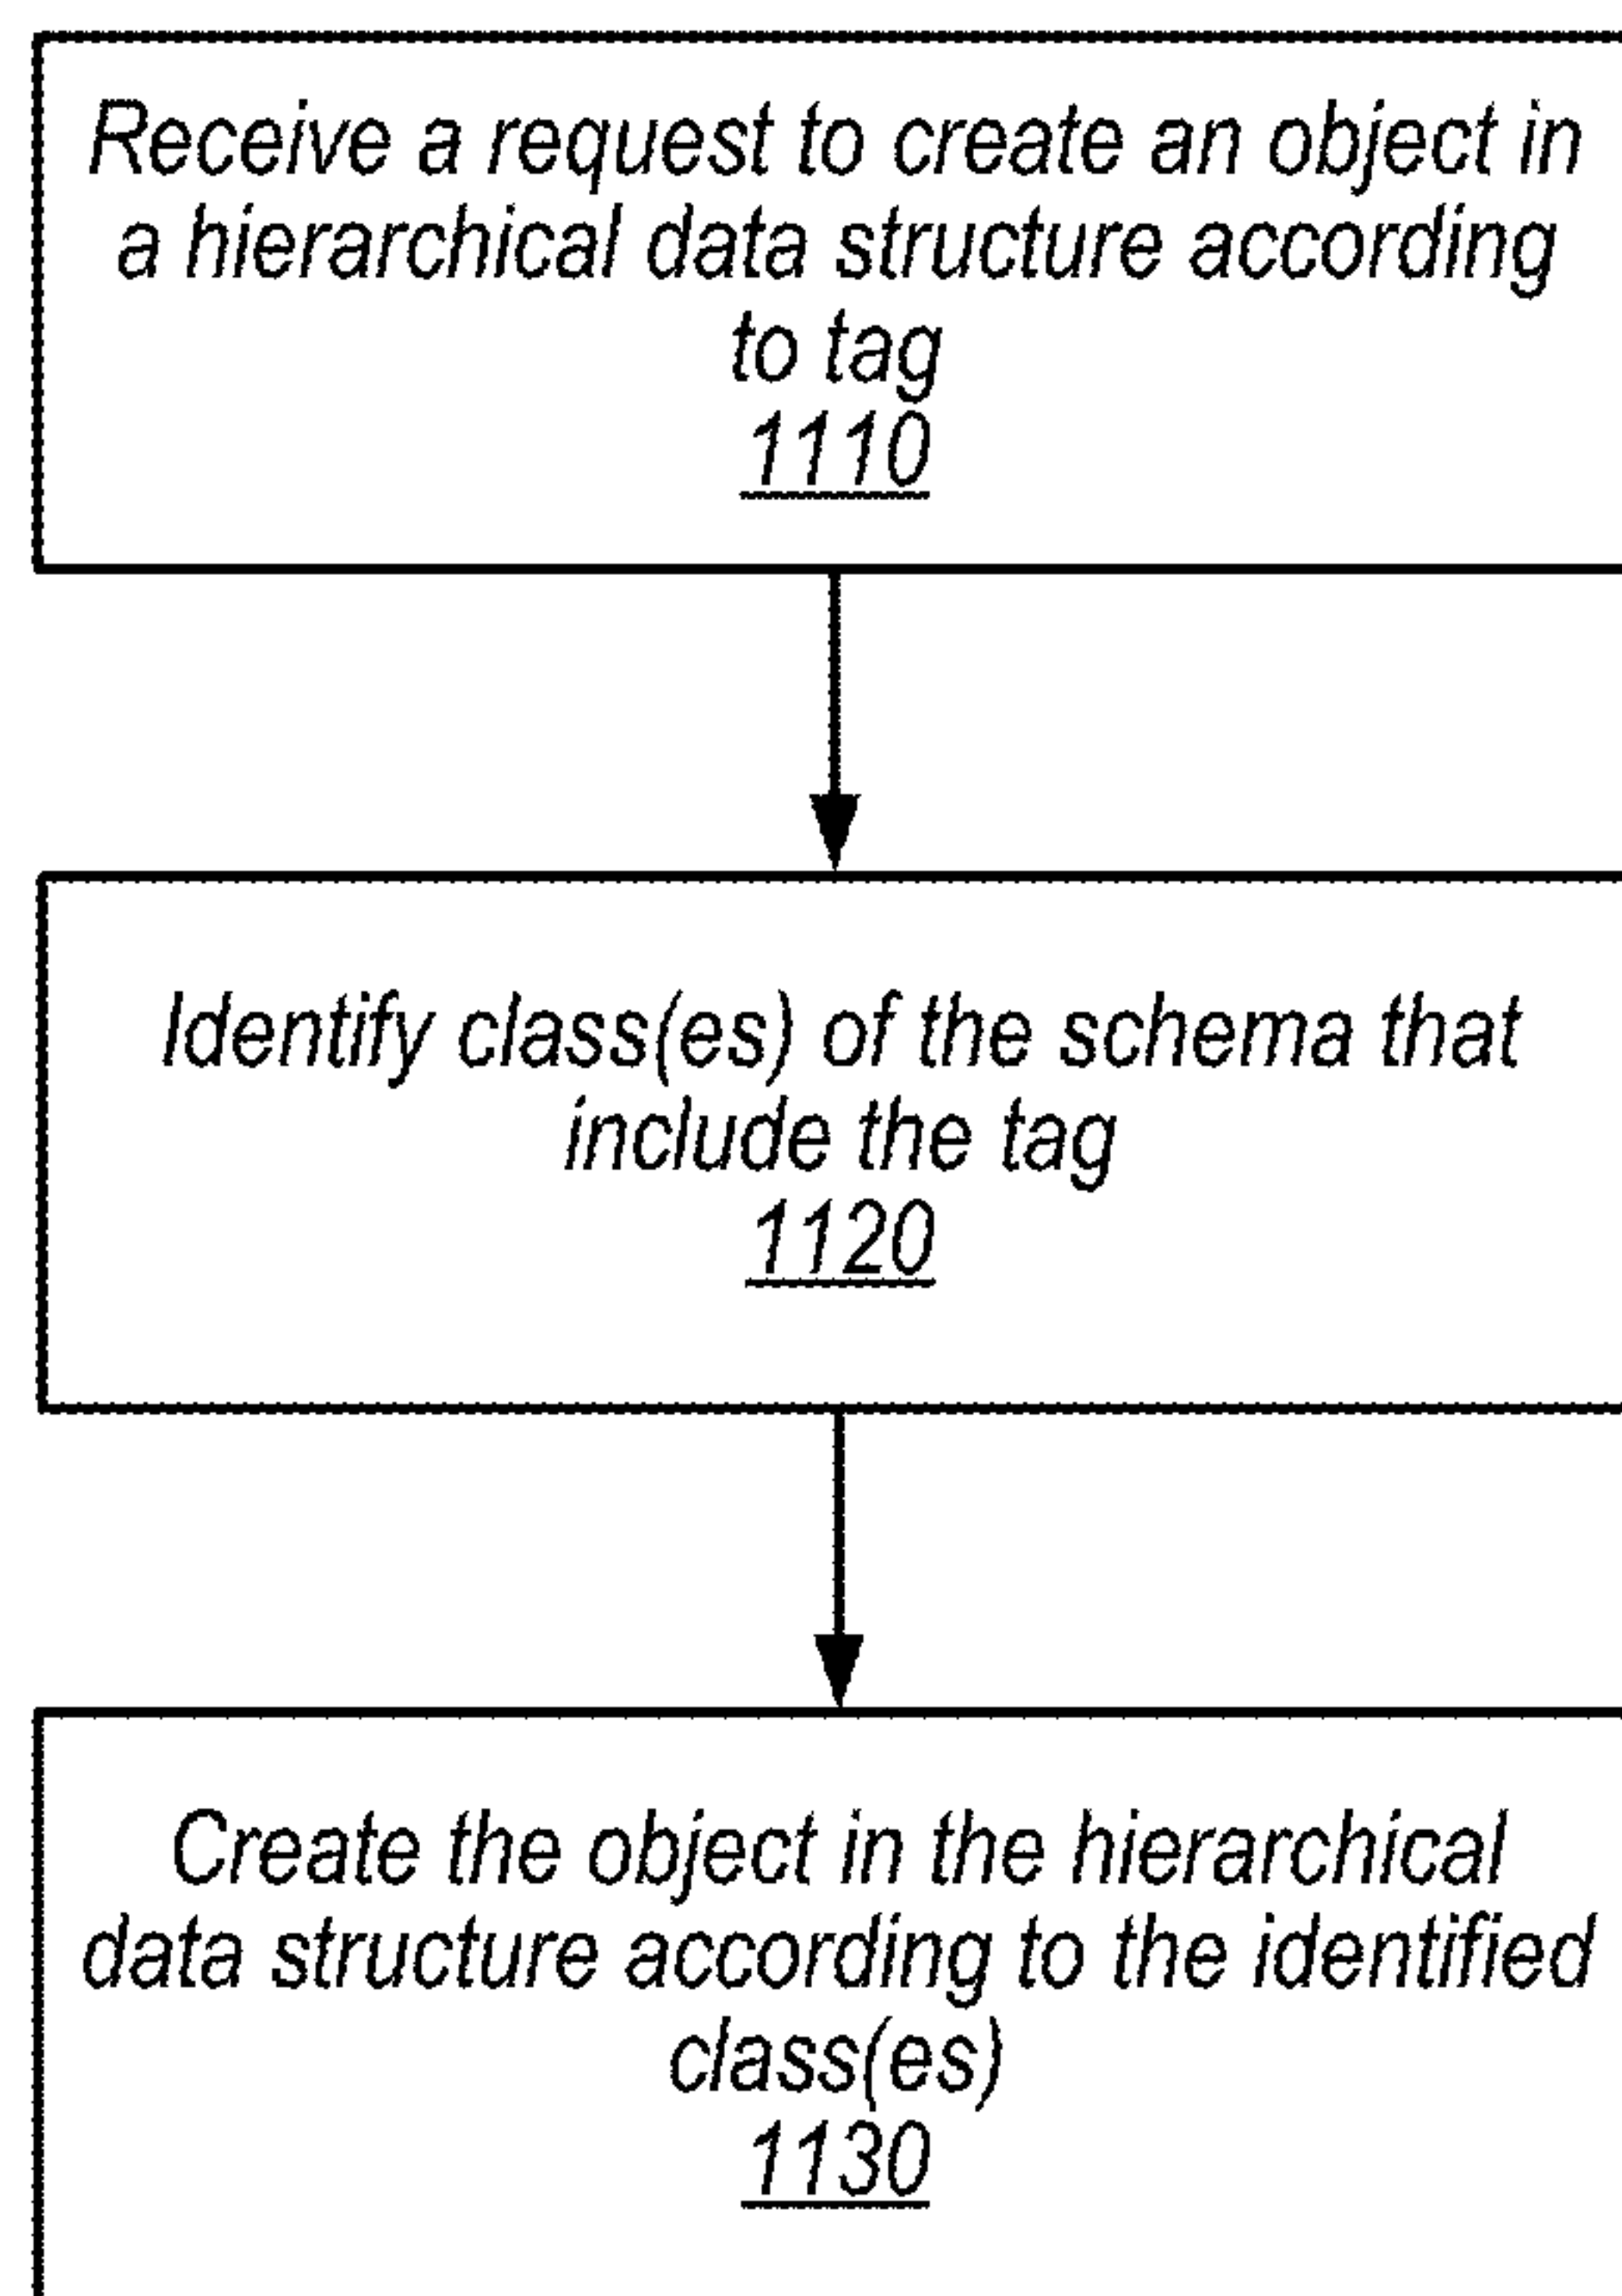 Receive a request to create an object in
a hierarchical data structure according
to tag
1110
Identify class(es) of the schema that
include the tag
1120
Create the object in the hierarchical
data structure according to the identified
class(es)
1130